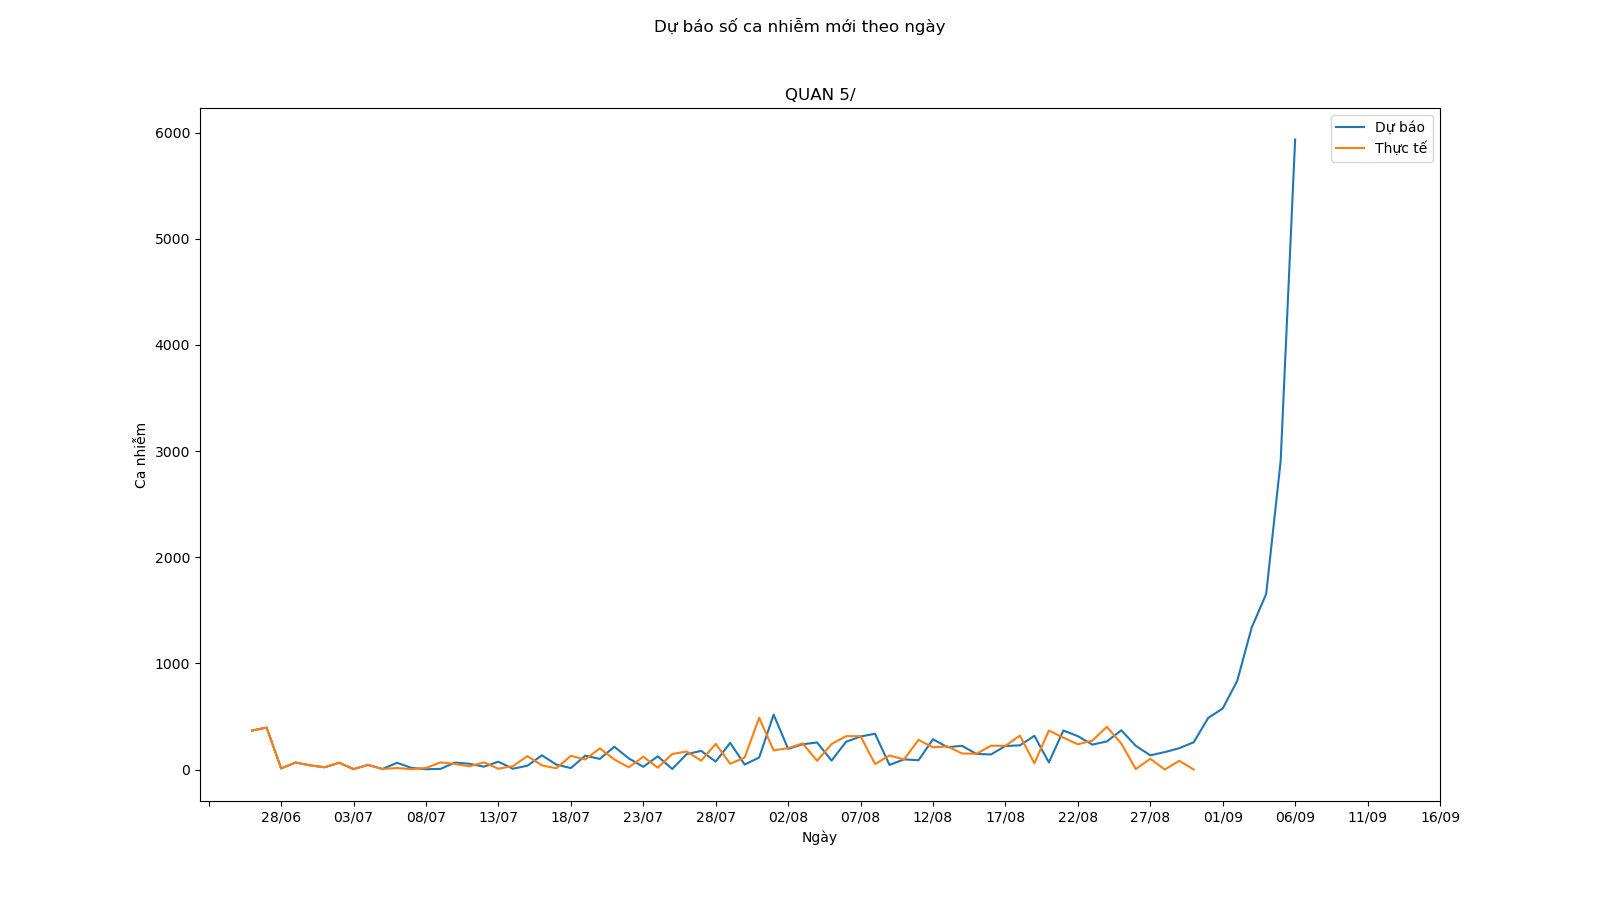 Dự báo số ca nhiễm mới theo ngày
QUAN 5/
Dự báo
Thực tế
6000
5000
4000
3000
2000
1000
0
Ca nhiễm
28/06 03/07 08/07 13/07 18/07 23/07 28/07 02/08 07/08 12/08 17/08 22/08 27/08 01/09 06/09 11/09 16/09
Ngày